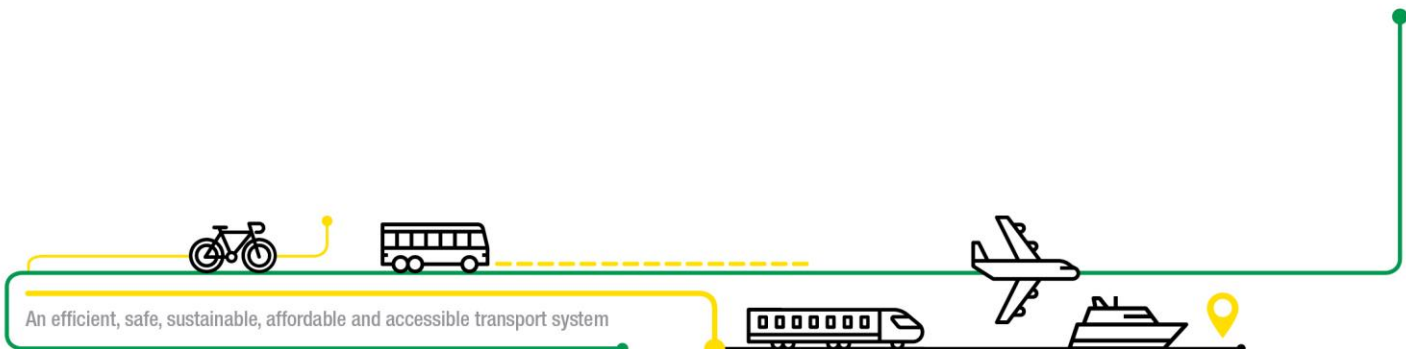 An efficient, safe, sustainable, affordable and accessible transport system